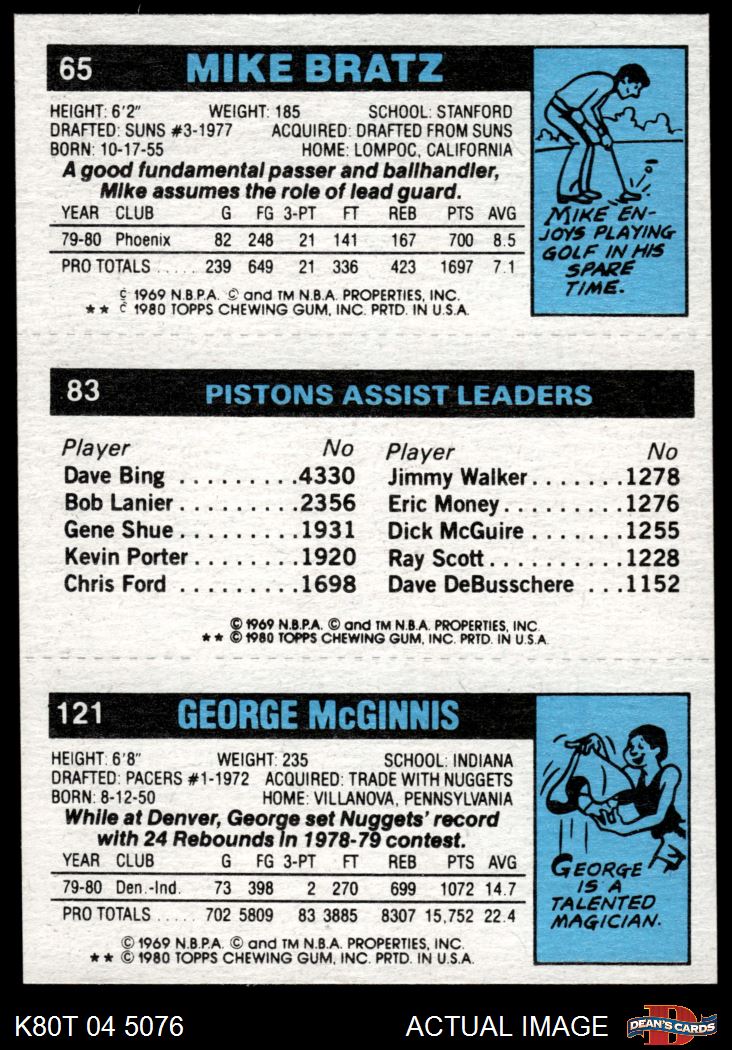 65 MIKE BRATZ
HEIGHT: 6'2" WEIGHT: 185 SCHOOL: STANFORD
DRAFTED: SUNS #3-1977 ACQUIRED: DRAFTED FROM SUNS
BORN: 10-17-55 HOME: LOMPOC, CALIFORNIA
A good fundamental passer and ballhandler,
Mike assumes the role of lead guard.
YEAR CLUB G FG 3-PT FT REB PTS AVG
79-80 Phoenix 82 248 21 141 167 700 8.5
PRO TOTALS ..... 239 649 21 336 423 1697 7.1
© 1969 N.B.P.A. © and TM N.B.A. PROPERTIES, INC.
** © 1980 TOPPS CHEWING GUM, INC. PRTD. IN U.S.A.
MIKE EN-
JOYS PLAYING
GOLF IN HIS
SPARE
TIME.
83 PISTONS ASSIST LEADERS
Player No Player No
Dave Bing .........4330 Jimmy Walker.......1278
Bob Lanier.........2356 Eric Money.........1276
Gene Shue.........1931 Dick McGuire.......1255
Kevin Porter........1920 Ray Scott..........1228
Chris Ford .........1698 Dave DeBusschere ...1152
© 1969 N.B.P.A. © and TM N.B.A. PROPERTIES, INC.
** © 1980 TOPPS CHEWING GUM, INC. PRTD. IN U.S.A.
121 GEORGE McGINNIS
HEIGHT: 6'8" WEIGHT: 235 SCHOOL: INDIANA
DRAFTED: PACERS #1-1972 ACQUIRED: TRADE WITH NUGGETS
BORN: 8-12-50 HOME: VILLANOVA, PENNSYLVANIA
While at Denver, George set Nuggets' record
with 24 Rebounds in 1978-79 contest.
YEAR CLUB G FG 3-PT FT REB PTS AVG
79-80 Den.-Ind. 73 398 2 270 699 1072 14.7
PRO TOTALS ..... 702 5809 83 3885 8307 15,752 22.4
© 1969 N.B.P.A. © and TM N.B.A. PROPERTIES, INC.
** © 1980 TOPPS CHEWING GUM, INC. PRTD. IN U.S.A.
GEORGE
IS A
TALENTED
MAGICIAN.
K80T 04 5076 ACTUAL IMAGE D DEAN'S CARDS